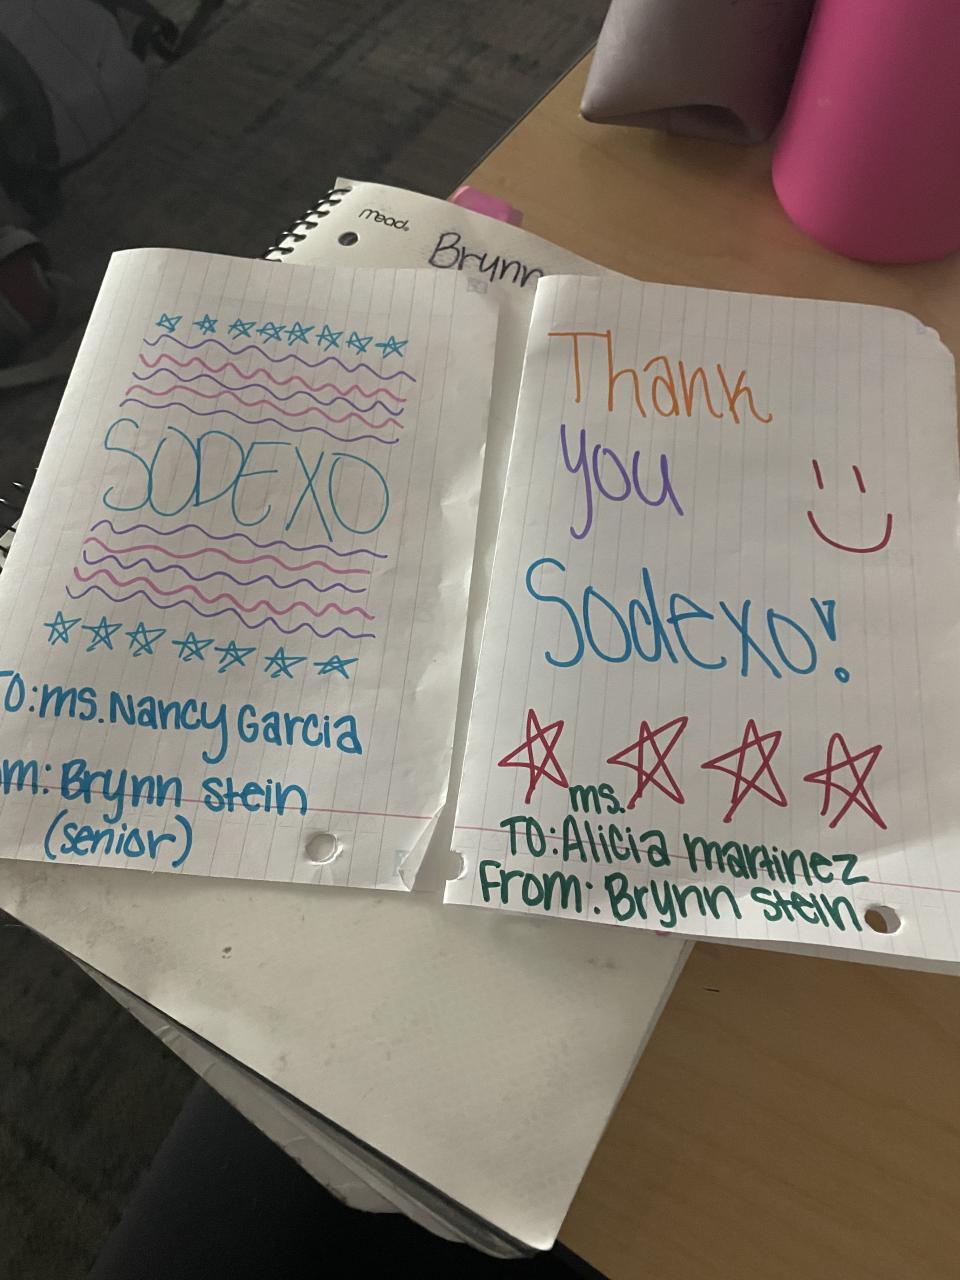 mead.
Brynn
SODEXO
TO: ms. Nancy Garcia
om: Brynn stein
(senior)
Thank
you
Sodexo!
ms.
TO: Alicia martinez
From: Brynn stein